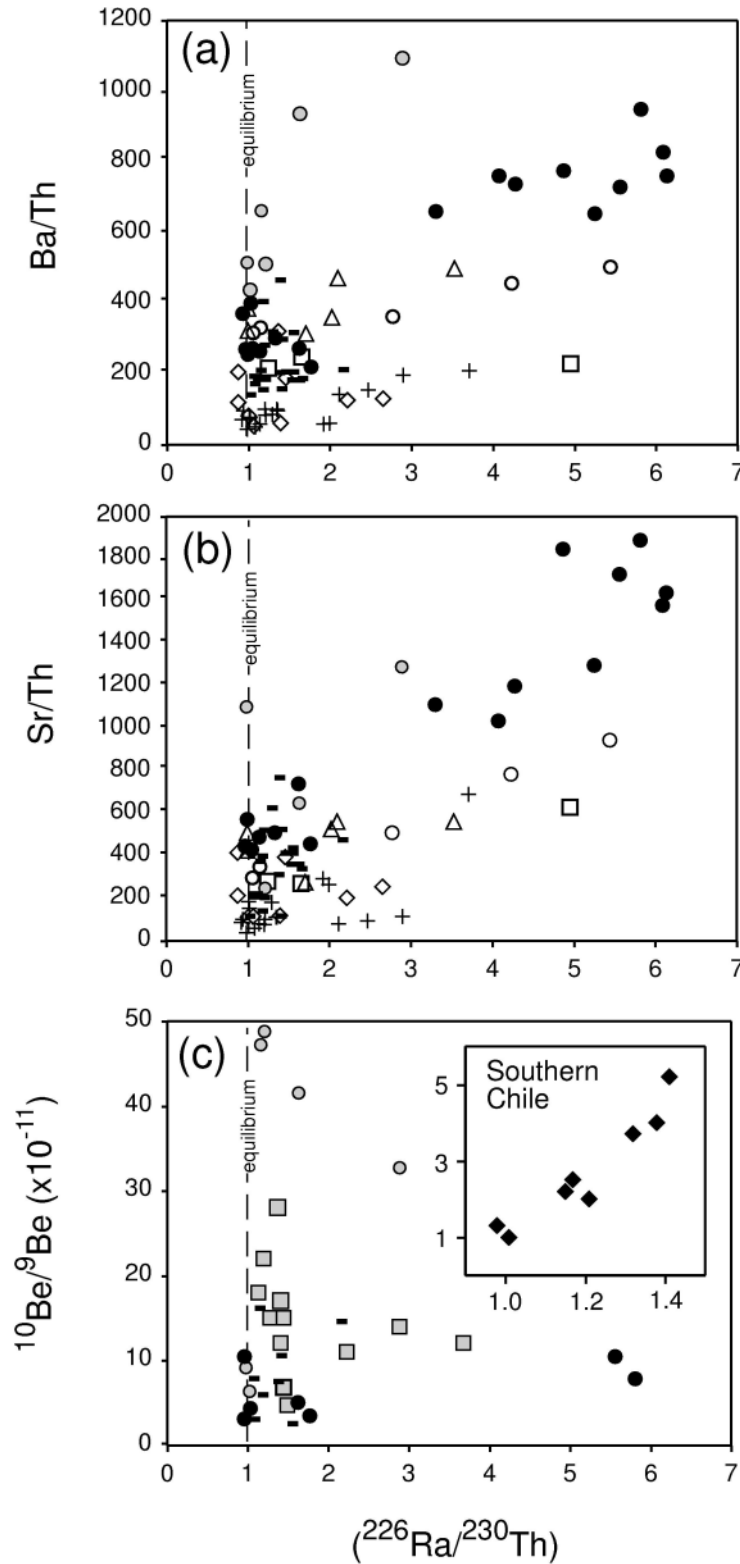 (a)
1200
1000
800
600
400
200
0
Ba/Th
equilibrium
0 1 2 3 4 5 6 7
(b)
2000
1800
1600
1400
1200
1000
800
600
400
200
0
Sr/Th
equilibrium
0 1 2 3 4 5 6 7
(c)
50
40
30
20
10
0
¹⁰Be/⁹Be (x10⁻¹¹)
equilibrium
Southern
Chile
5
3
1
1.0 1.2 1.4
0 1 2 3 4 5 6 7
(²²⁶Ra/²³⁰Th)